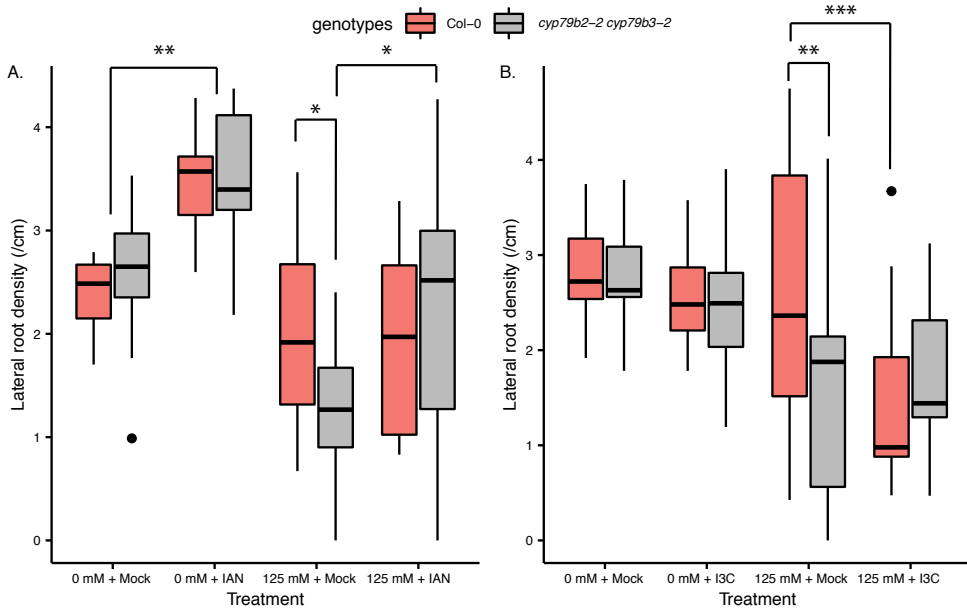 genotypes Col−0 cyp79b2−2 cyp79b3−2
A.
**
*
*
Lateral root density (/cm)
4
3
2
1
0
0 mM + Mock 0 mM + IAN 125 mM + Mock 125 mM + IAN
Treatment
B.
***
**
Lateral root density (/cm)
4
3
2
1
0
0 mM + Mock 0 mM + I3C 125 mM + Mock 125 mM + I3C
Treatment